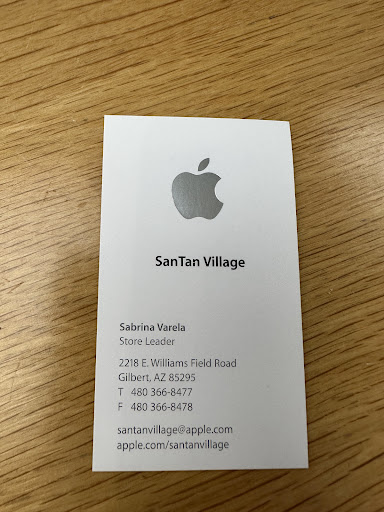 SanTan Village
Sabrina Varela
Store Leader
2218 E. Williams Field Road
Gilbert, AZ 85295
T 480 366-8477
F 480 366-8478
santanvillage@apple.com
apple.com/santanvillage